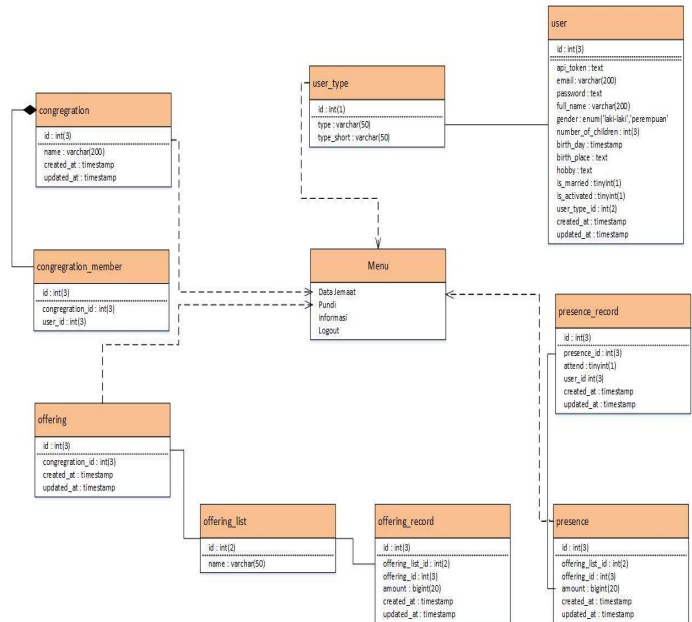 user
id : int(3)
api_token : text
email : varchar(200)
password : text
full_name : varchar(200)
gender : enum('laki-laki','perempuan')
number_of_children : int(3)
birth_day : timestamp
birth_place : text
hobby : text
is_married : tinyint(1)
is_activated : tinyint(1)
user_type_id : int(2)
created_at : timestamp
updated_at : timestamp
user_type
id : int(1)
type : varchar(50)
type_short : varchar(50)
congregration
id : int(3)
name : varchar(200)
created_at : timestamp
updated_at : timestamp
congregration_member
id : int(3)
congregration_id : int(3)
user_id : int(3)
Menu
Data Jemaat
Pundi
Informasi
Logout
presence_record
id : int(3)
presence_id : int(3)
attend : tinyint(1)
user_id int(3)
created_at : timestamp
updated_at : timestamp
offering
id : int(3)
congregration_id : int(3)
created_at : timestamp
updated_at : timestamp
offering_list
id : int(2)
name : varchar(50)
offering_record
id : int(3)
offering_list_id : int(2)
offering_id : int(3)
amount : bigint(20)
created_at : timestamp
updated_at : timestamp
presence
id : int(3)
offering_list_id : int(2)
offering_id : int(3)
amount : bigint(20)
created_at : timestamp
updated_at : timestamp